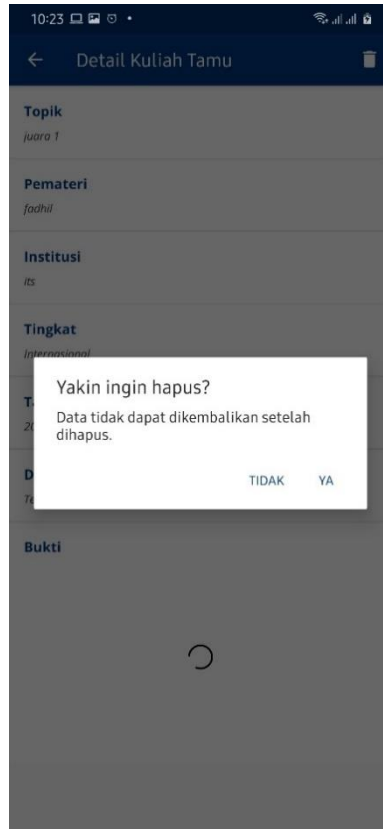 10:23
Detail Kuliah Tamu
Topik
juara 1
Pemateri
fadhil
Institusi
its
Tingkat
Internasional
Yakin ingin hapus?
Data tidak dapat dikembalikan setelah
dihapus.
TIDAK YA
Bukti